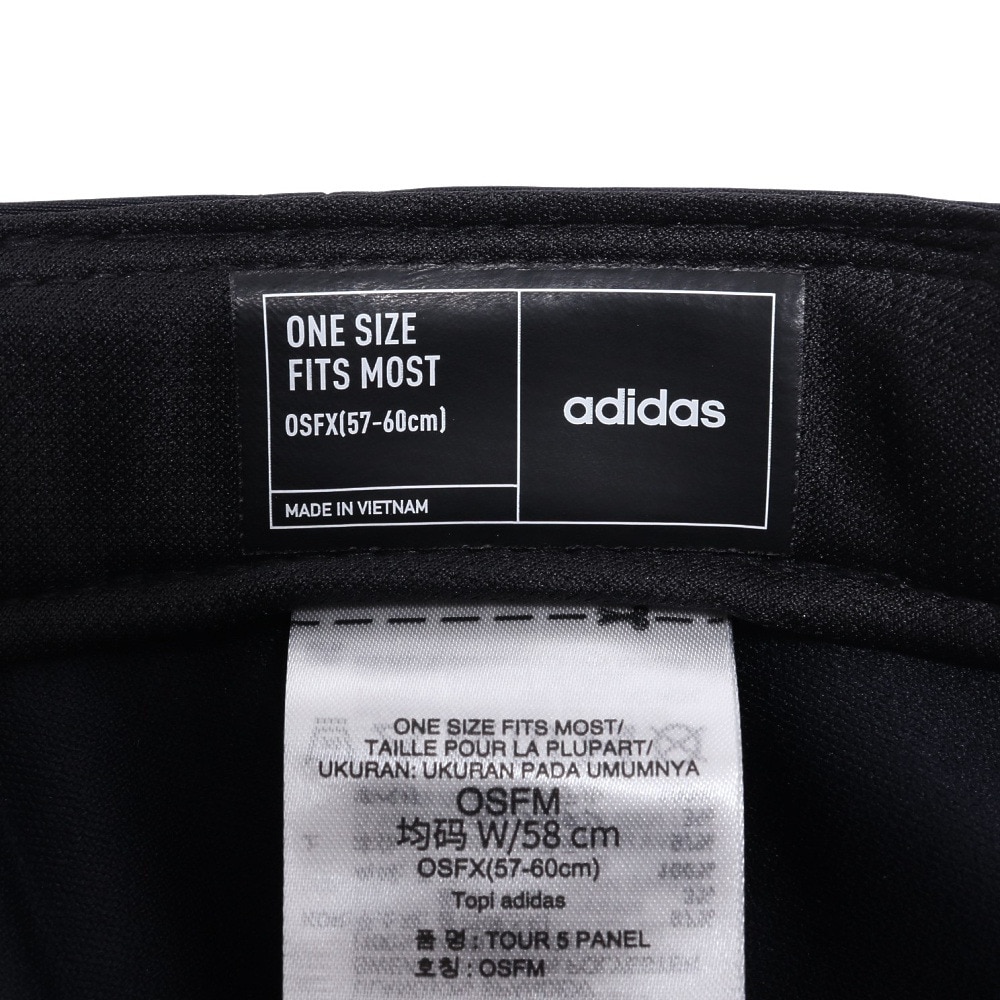 ONE SIZE
FITS MOST
OSFX(57-60cm)
MADE IN VIETNAM
adidas
ONE SIZE FITS MOST/
TAILLE POUR LA PLUPART/
UKURAN: UKURAN PADA UMUMNYA
OSFM
均码 W/58 cm
OSFX(57-60cm)
Topi adidas
품 명 : TOUR 5 PANEL
호칭 : OSFM